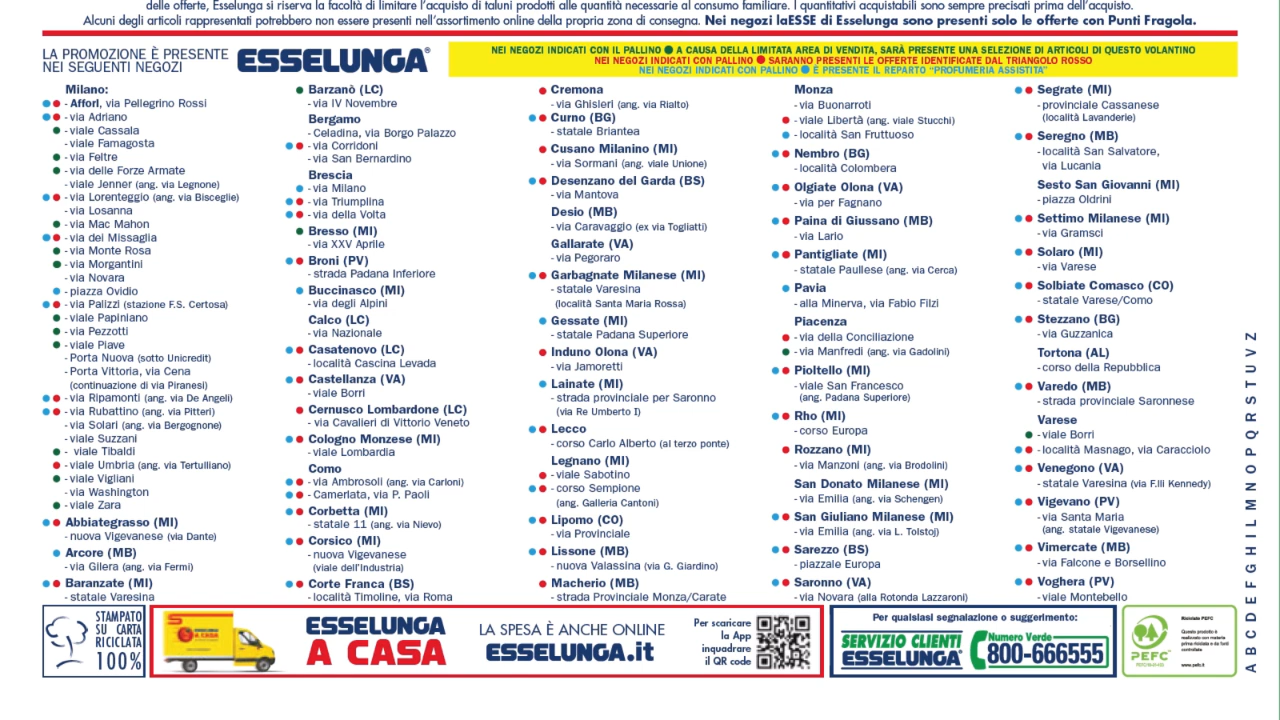 delle offerte, Esselunga si riserva la facoltà di limitare l'acquisto di taluni prodotti alle quantità necessarie al consumo familiare. I quantitativi acquistabili sono sempre precisati prima dell'acquisto.
Alcuni degli articoli rappresentati potrebbero non essere presenti nell'assortimento online della propria zona di consegna. Nei negozi laESSE di Esselunga sono presenti solo le offerte con Punti Fragola.
LA PROMOZIONE È PRESENTE
NEI SEGUENTI NEGOZI
ESSELUNGA®
NEI NEGOZI INDICATI CON IL PALLINO ● A CAUSA DELLA LIMITATA AREA DI VENDITA, SARÀ PRESENTE UNA SELEZIONE DI ARTICOLI DI QUESTO VOLANTINO
NEI NEGOZI INDICATI CON PALLINO ● SARANNO PRESENTI LE OFFERTE IDENTIFICATE DAL TRIANGOLO ROSSO
NEI NEGOZI INDICATI CON PALLINO ● È PRESENTE IL REPARTO "PROFUMERIA ASSISTITA"
Milano:
- Affori, via Pellegrino Rossi
- via Adriano
- viale Cassala
- viale Famagosta
- via Feltre
- via delle Forze Armate
- viale Jenner (ang. via Legnone)
- via Lorenteggio (ang. via Bisceglie)
- via Losanna
- via Mac Mahon
- via dei Missaglia
- via Monte Rosa
- via Morgantini
- via Novara
- piazza Ovidio
- via Palizzi (stazione F.S. Certosa)
- viale Papiniano
- via Pezzotti
- viale Piave
- Porta Nuova (sotto Unicredit)
- Porta Vittoria, via Cena
(continuazione di via Piranesi)
- via Ripamonti (ang. via De Angeli)
- via Rubattino (ang. via Pitteri)
- via Solari (ang. via Bergognone)
- viale Suzzani
- viale Tibaldi
- viale Umbria (ang. via Tertulliano)
- viale Vigliani
- via Washington
- viale Zara
Abbiategrasso (MI)
- nuova Vigevanese (via Dante)
Arcore (MB)
- via Gilera (ang. via Fermi)
Baranzate (MI)
- statale Varesina
Barzanò (LC)
- via IV Novembre
Bergamo
- Celadina, via Borgo Palazzo
- via Corridoni
- via San Bernardino
Brescia
- via Milano
- via Triumplina
- via della Volta
Bresso (MI)
- via XXV Aprile
Broni (PV)
- strada Padana Inferiore
Buccinasco (MI)
- via degli Alpini
Calco (LC)
- via Nazionale
Casatenovo (LC)
- località Cascina Levada
Castellanza (VA)
- viale Borri
Cernusco Lombardone (LC)
- via Cavalieri di Vittorio Veneto
Cologno Monzese (MI)
- viale Lombardia
Como
- via Ambrosoli (ang. via Carloni)
- Camerlata, via P. Paoli
Corbetta (MI)
- statale 11 (ang. via Nievo)
Corsico (MI)
- nuova Vigevanese
(viale dell'Industria)
Corte Franca (BS)
- località Timoline, via Roma
Cremona
- via Ghisleri (ang. via Rialto)
Curno (BG)
- statale Briantea
Cusano Milanino (MI)
- via Sormani (ang. viale Unione)
Desenzano del Garda (BS)
- via Mantova
Desio (MB)
- via Caravaggio (ex via Togliatti)
Gallarate (VA)
- via Pegoraro
Garbagnate Milanese (MI)
- statale Varesina
(località Santa Maria Rossa)
Gessate (MI)
- statale Padana Superiore
Induno Olona (VA)
- via Jamoretti
Lainate (MI)
- strada provinciale per Saronno
(via Re Umberto I)
Lecco
- corso Carlo Alberto (al terzo ponte)
Legnano (MI)
- viale Sabotino
- corso Sempione
(ang. Galleria Cantoni)
Lipomo (CO)
- via Provinciale
Lissone (MB)
- nuova Valassina (via G. Giardino)
Macherio (MB)
- strada Provinciale Monza/Carate
Monza
- via Buonarroti
- viale Libertà (ang. viale Stucchi)
- località San Fruttuoso
Nembro (BG)
- località Colombera
Olgiate Olona (VA)
- via per Fagnano
Paina di Giussano (MB)
- via Lario
Pantigliate (MI)
- statale Paullese (ang. via Cerca)
Pavia
- alla Minerva, via Fabio Filzi
Piacenza
- via della Conciliazione
- via Manfredi (ang. via Gadolini)
Pioltello (MI)
- viale San Francesco
(ang. Padana Superiore)
Rho (MI)
- corso Europa
Rozzano (MI)
- via Manzoni (ang. via Brodolini)
San Donato Milanese (MI)
- via Emilia (ang. via Schengen)
San Giuliano Milanese (MI)
- via Emilia (ang. via L. Tolstoj)
Sarezzo (BS)
- piazzale Europa
Saronno (VA)
- via Novara (alla Rotonda Lazzaroni)
Segrate (MI)
- provinciale Cassanese
(località Lavanderie)
Seregno (MB)
- località San Salvatore,
via Lucania
Sesto San Giovanni (MI)
- piazza Oldrini
Settimo Milanese (MI)
- via Gramsci
Solaro (MI)
- via Varese
Solbiate Comasco (CO)
- statale Varese/Como
Stezzano (BG)
- via Guzzanica
Tortona (AL)
- corso della Repubblica
Varedo (MB)
- strada provinciale Saronnese
Varese
- viale Borri
- località Masnago, via Caracciolo
Venegono (VA)
- statale Varesina (via F.lli Kennedy)
Vigevano (PV)
- via Santa Maria
(ang. statale Vigevanese)
Vimercate (MB)
- via Falcone e Borsellino
Voghera (PV)
- viale Montebello
A B C D E F G H I L M N O P Q R S T U V Z
STAMPATO
SU CARTA
RICICLATA
100%
ESSELUNGA
A CASA
LA SPESA È ANCHE ONLINE
ESSELUNGA.it
Per scaricare
la App
inquadrare
il QR code
Per qualsiasi segnalazione o suggerimento:
SERVIZIO CLIENTI
ESSELUNGA®
Numero Verde
800-666555
PEFC
Riciclato PEFC
Questo prodotto è
realizzato con materia
prima riciclata e da fonti
controllate
www.pefc.it